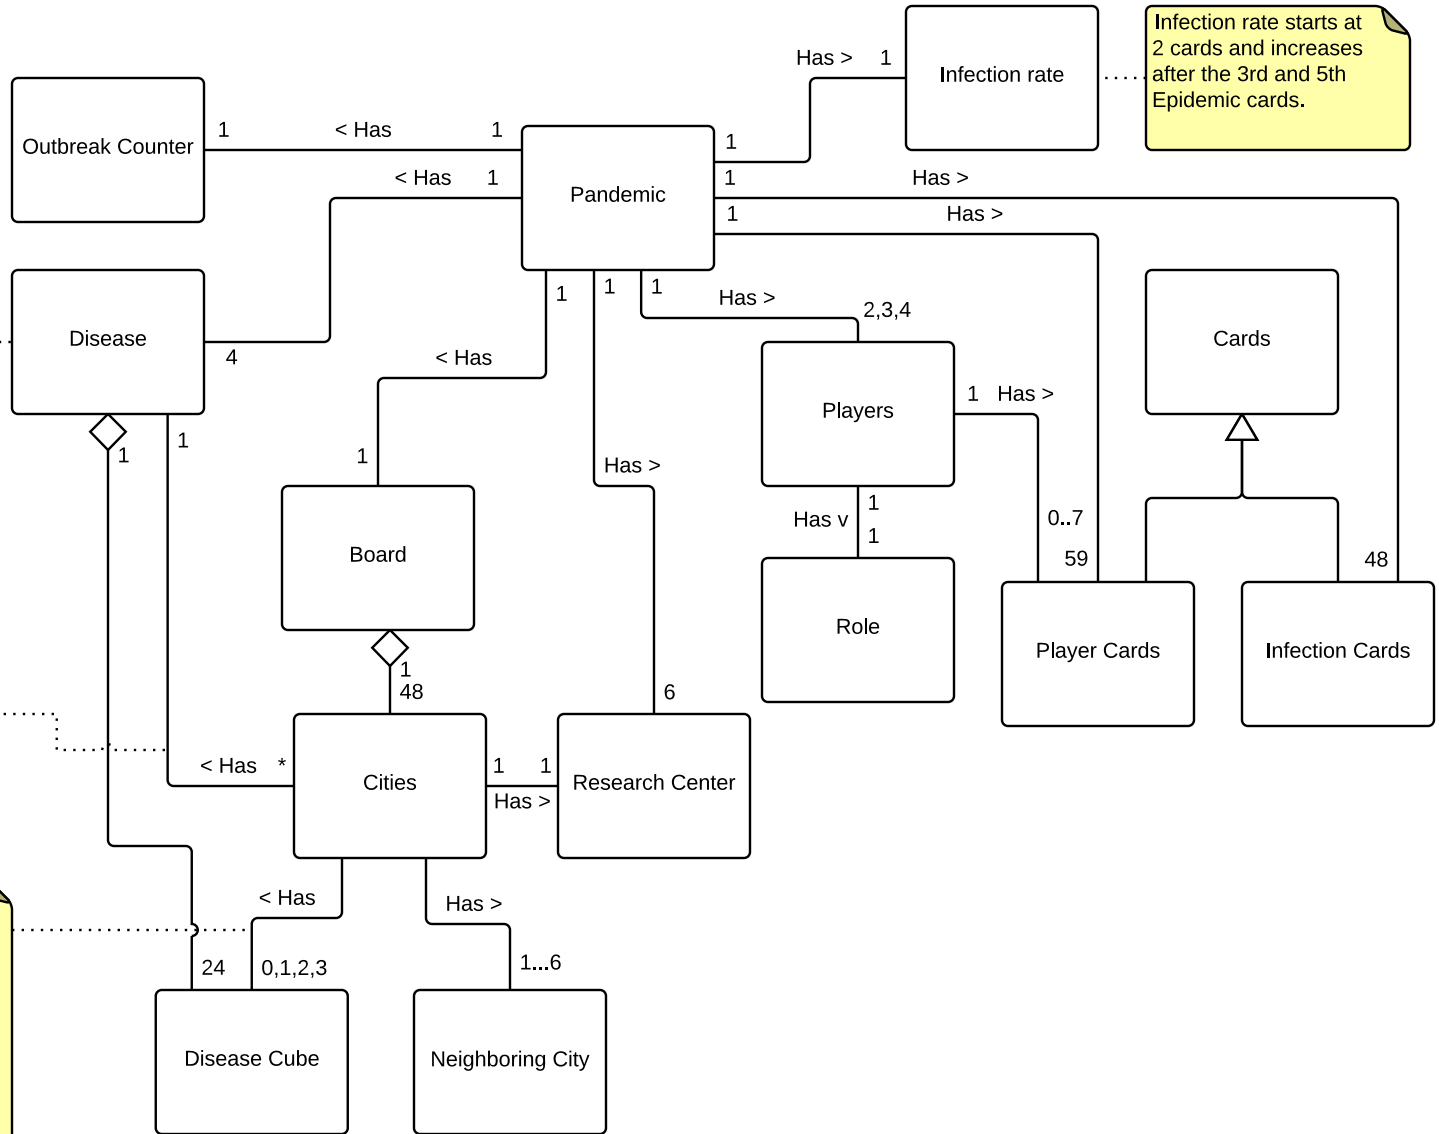 Infection rate starts at
2 cards and increases
after the 3rd and 5th
Epidemic cards.
Has > 1
Infection rate
Outbreak Counter
1 < Has 1
1
Pandemic
< Has 1
1 Has >
1 Has >
1 1 1
Has > 2,3,4
Disease
4
< Has
Cards
Players
1 Has >
1
1
1
Has >
Board
1
Has v
1
0..7
59
48
Role
Player Cards
Infection Cards
1
48
6
< Has *
Cities
1 1
Has >
Research Center
< Has
Has >
24
0,1,2,3
1...6
Disease Cube
Neighboring City